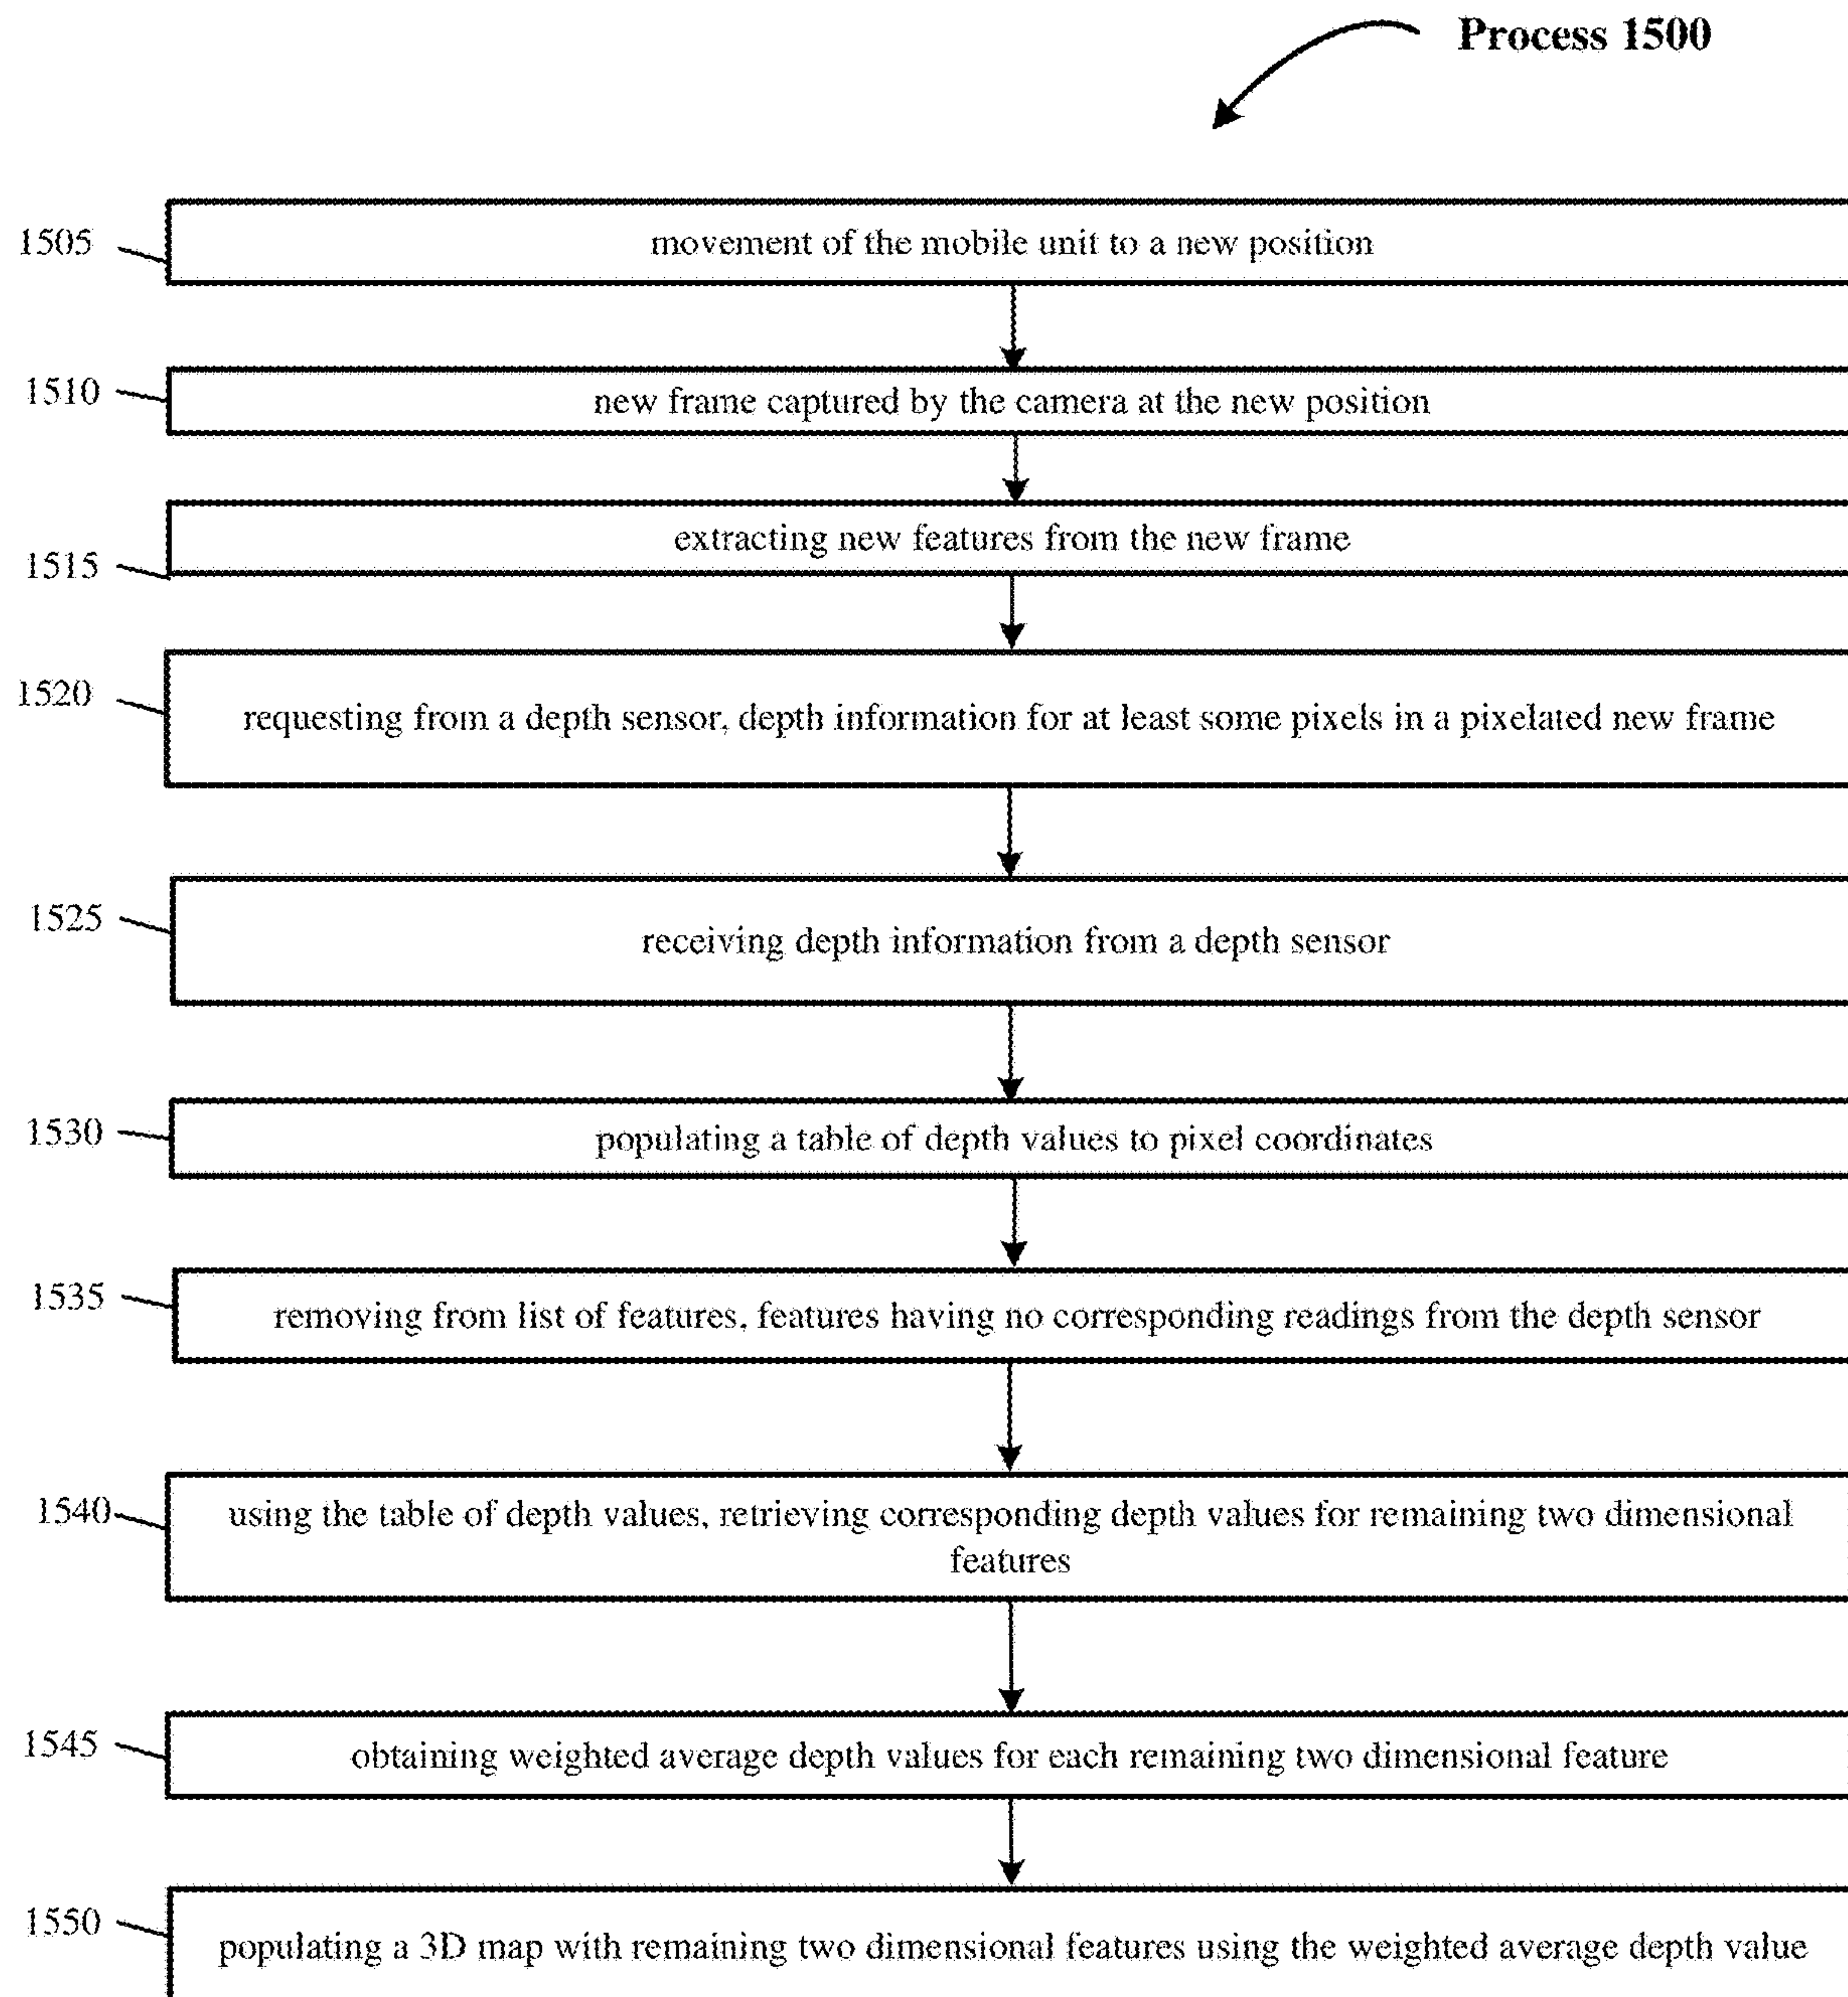 Process 1500
1505
movement of the mobile unit to a new position
1510
new frame captured by the camera at the new position
extracting new features from the new frame
1515
1520
requesting from a depth sensor, depth information for at least some pixels in a pixelated new frame
1525
receiving depth information from a depth sensor
1530
populating a table of depth values to pixel coordinates
1535
removing from list of features, features having no corresponding readings from the depth sensor
1540
using the table of depth values, retrieving corresponding depth values for remaining two dimensional
features
1545
obtaining weighted average depth values for each remaining two dimensional feature
1550
populating a 3D map with remaining two dimensional features using the weighted average depth value